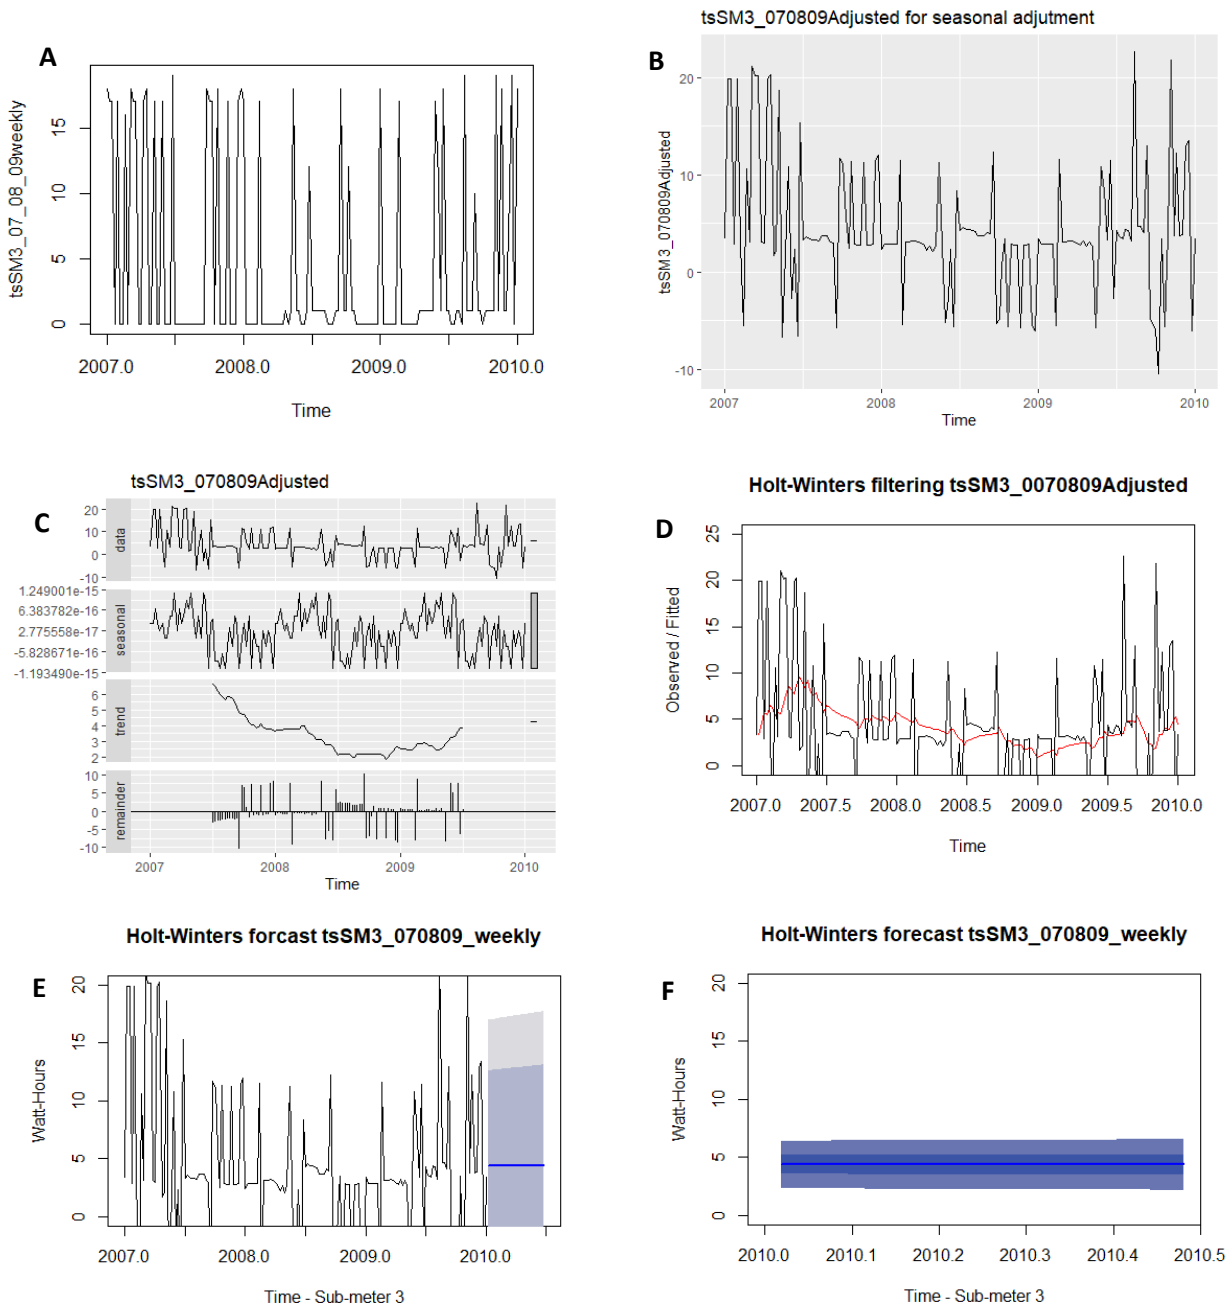 A
tsSM3_07_08_09weekly
15
10
5
0
2007.0 2008.0 2009.0 2010.0
Time
tsSM3_070809Adjusted for seasonal adjutment
B
tsSM3_070809Adjusted
20
10
0
-10
2007 2008 2009 2010
Time
tsSM3_070809Adjusted
C
20
10
0
-10
data
1.249001e-15
6.383782e-16
2.775558e-17
-5.828671e-16
-1.193490e-15
seasonal
6
5
4
3
2
trend
10
5
0
-5
-10
remainder
2007 2008 2009 2010
Time
Holt-Winters filtering tsSM3_0070809Adjusted
D
Observed / Fitted
25
20
15
10
5
0
2007.0 2007.5 2008.0 2008.5 2009.0 2009.5 2010.0
Time
Holt-Winters forcast tsSM3_070809_weekly
E
Watt-Hours
20
15
10
5
0
2007.0 2008.0 2009.0 2010.0
Time - Sub-meter 3
Holt-Winters forecast tsSM3_070809_weekly
F
Watt-Hours
20
15
10
5
0
2010.0 2010.1 2010.2 2010.3 2010.4 2010.5
Time - Sub-meter 3